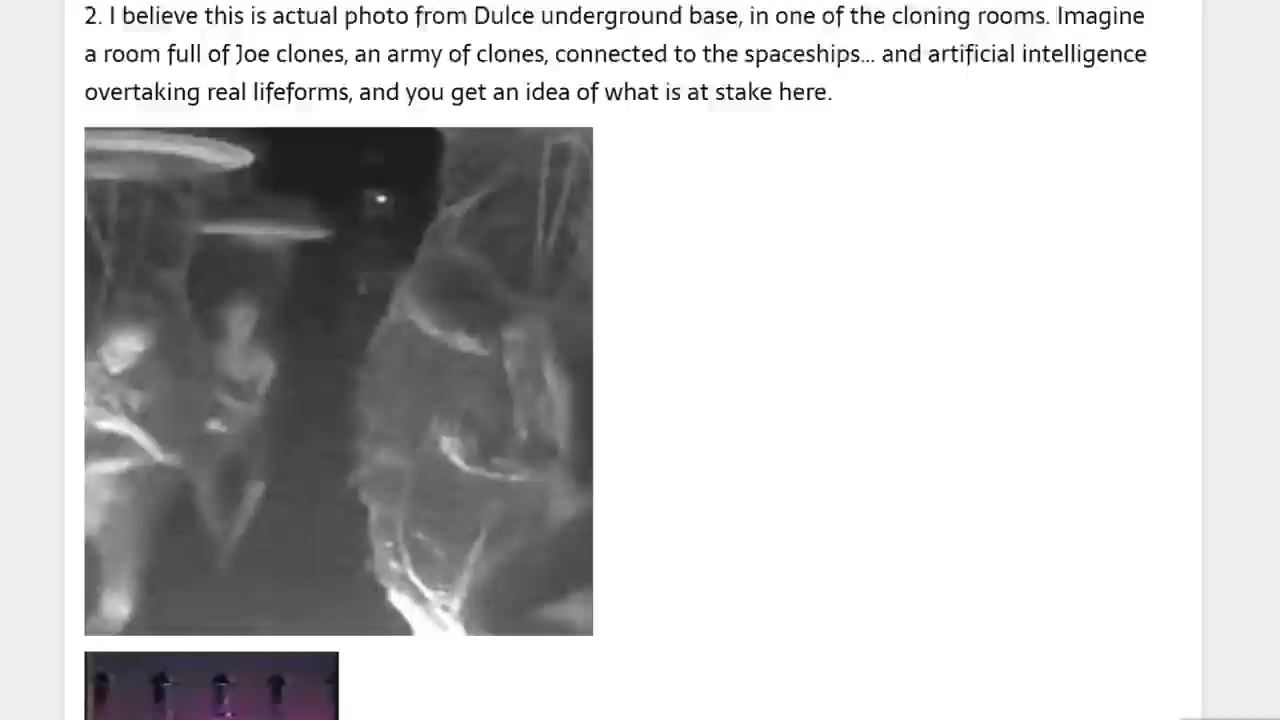 2. I believe this is actual photo from Dulce underground base, in one of the cloning rooms. Imagine
a room full of Joe clones, an army of clones, connected to the spaceships... and artificial intelligence
overtaking real lifeforms, and you get an idea of what is at stake here.